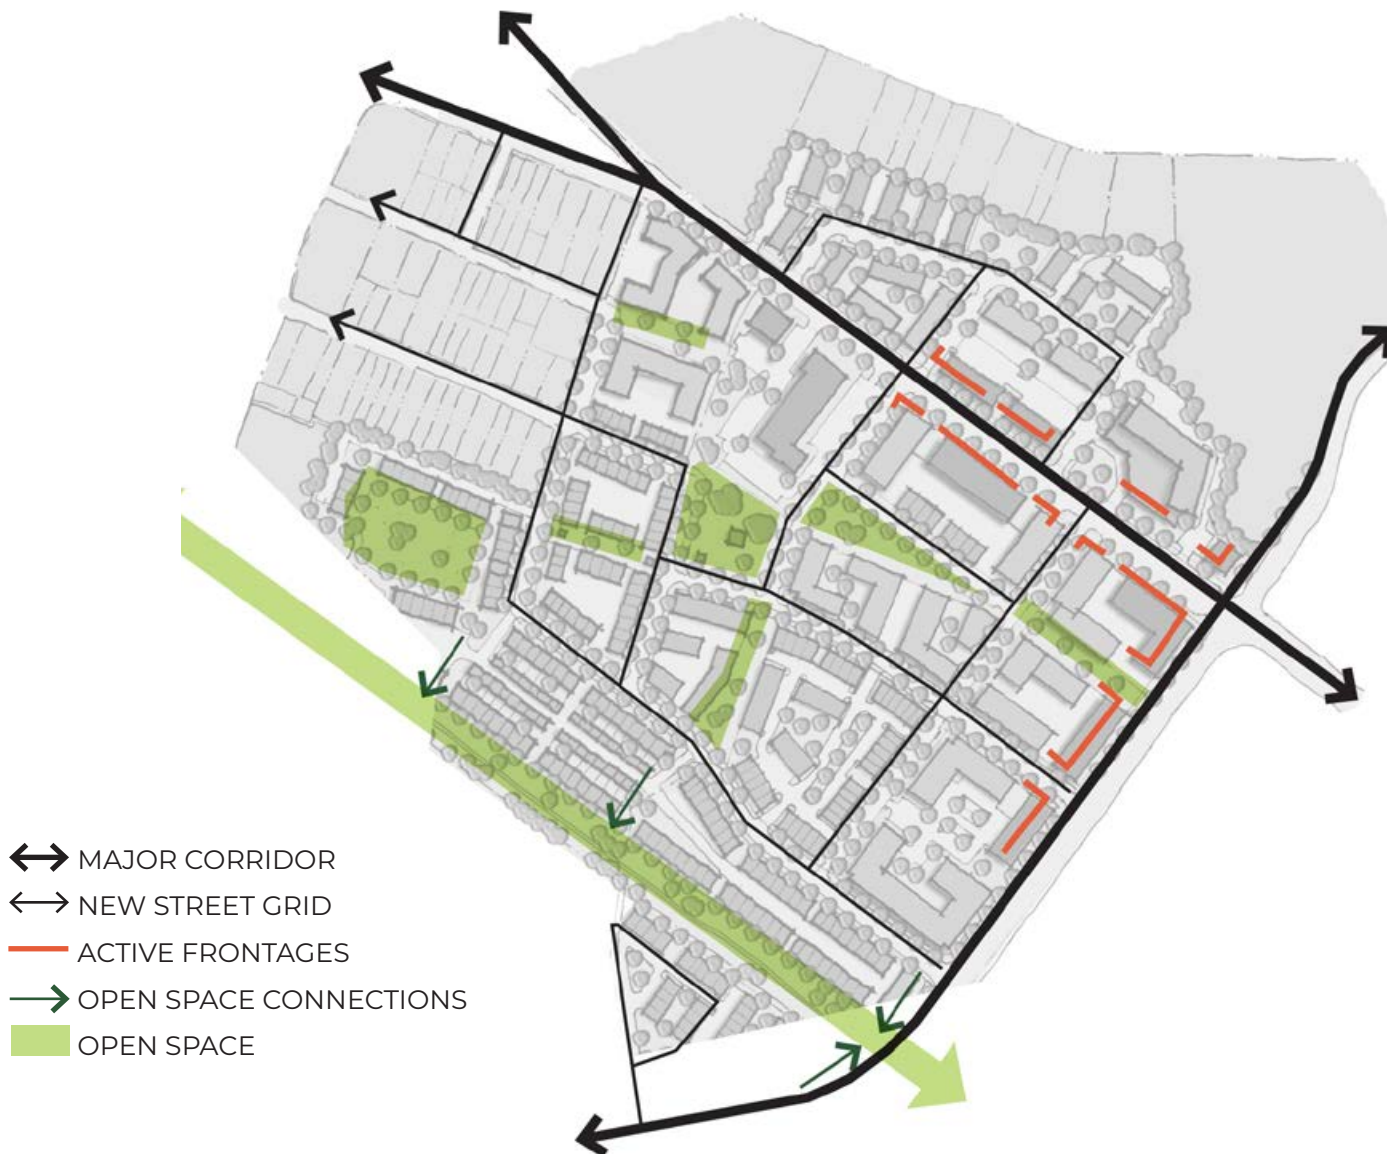 MAJOR CORRIDOR
NEW STREET GRID
ACTIVE FRONTAGES
OPEN SPACE CONNECTIONS
OPEN SPACE